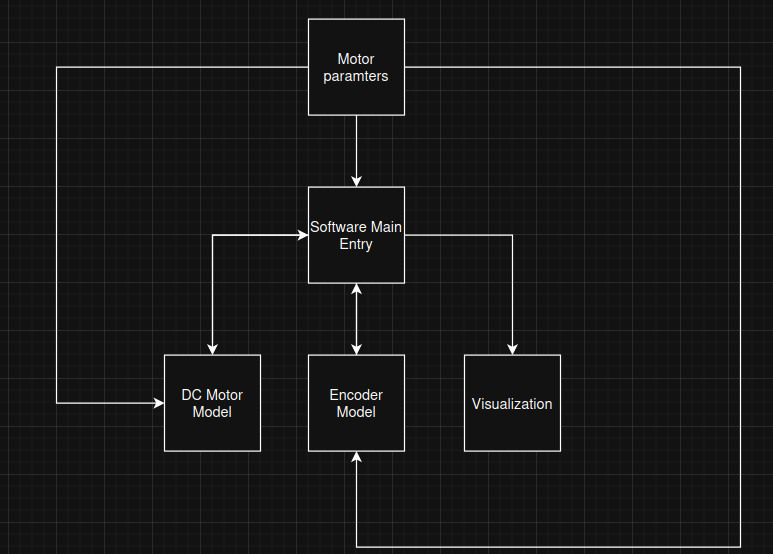 Motor
paramters
Software Main
Entry
DC Motor
Model
Encoder
Model
Visualization